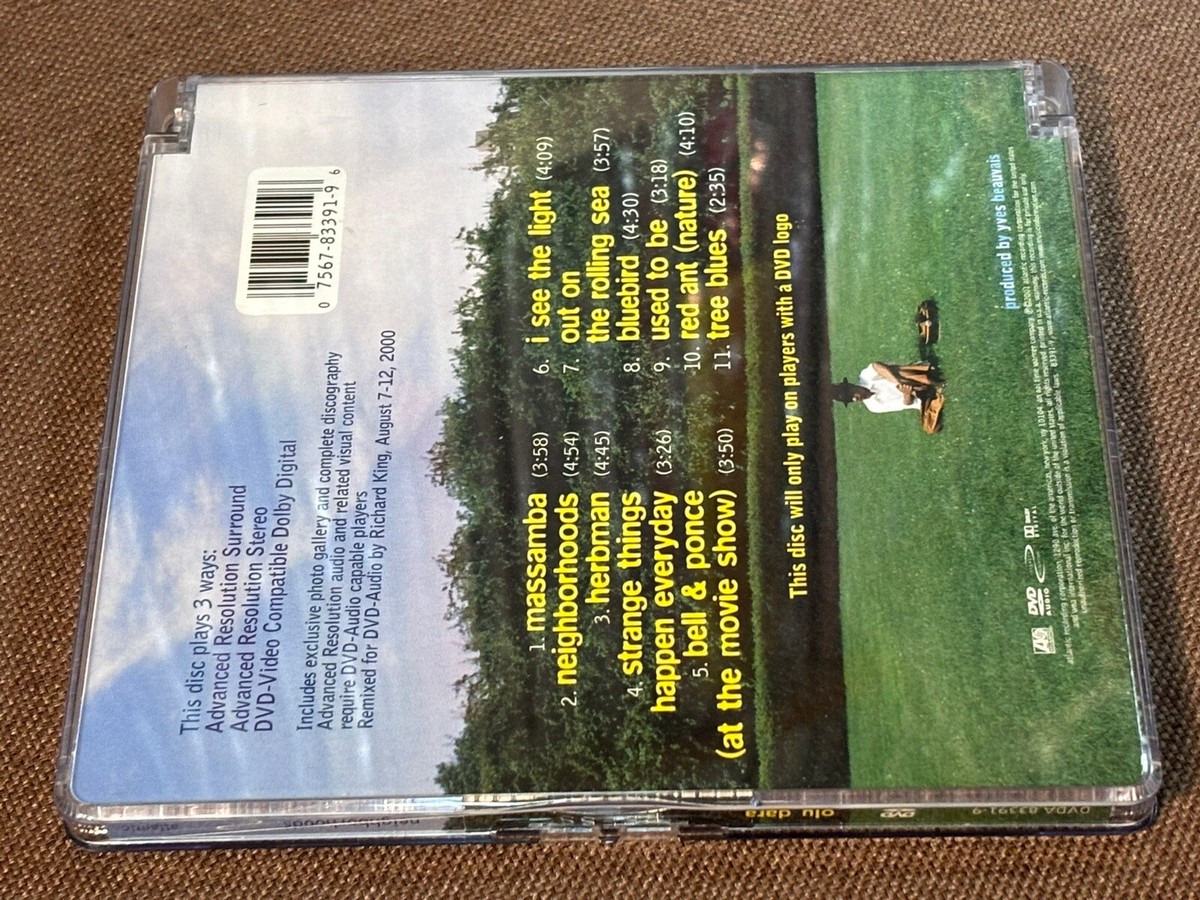 This disc plays 3 ways:
Advanced Resolution Surround
Advanced Resolution Stereo
DVD-Video Compatible Dolby Digital
Includes exclusive photo gallery and complete discography
Advanced Resolution audio and related visual content
require DVD-Audio capable players
Remixed for DVD-Audio by Richard King, August 7-12, 2000
0 7567-83391-9 6
1. massamba (3:58)
2. neighborhoods (4:54)
3. herbman (4:45)
4. strange things
happen everyday (3:26)
5. bell & ponce
(at the movie show) (3:50)
6. i see the light (4:09)
7. out on
the rolling sea (3:57)
8. bluebird (4:30)
9. used to be (3:18)
10. red ant (nature) (4:10)
11. tree blues (2:35)
This disc will only play on players with a DVD logo
produced by yves beauvais
DVD
AUDIO
DIGITAL
atlantic
neighborhoods
olu dara
DVD
DVDA 83391-9